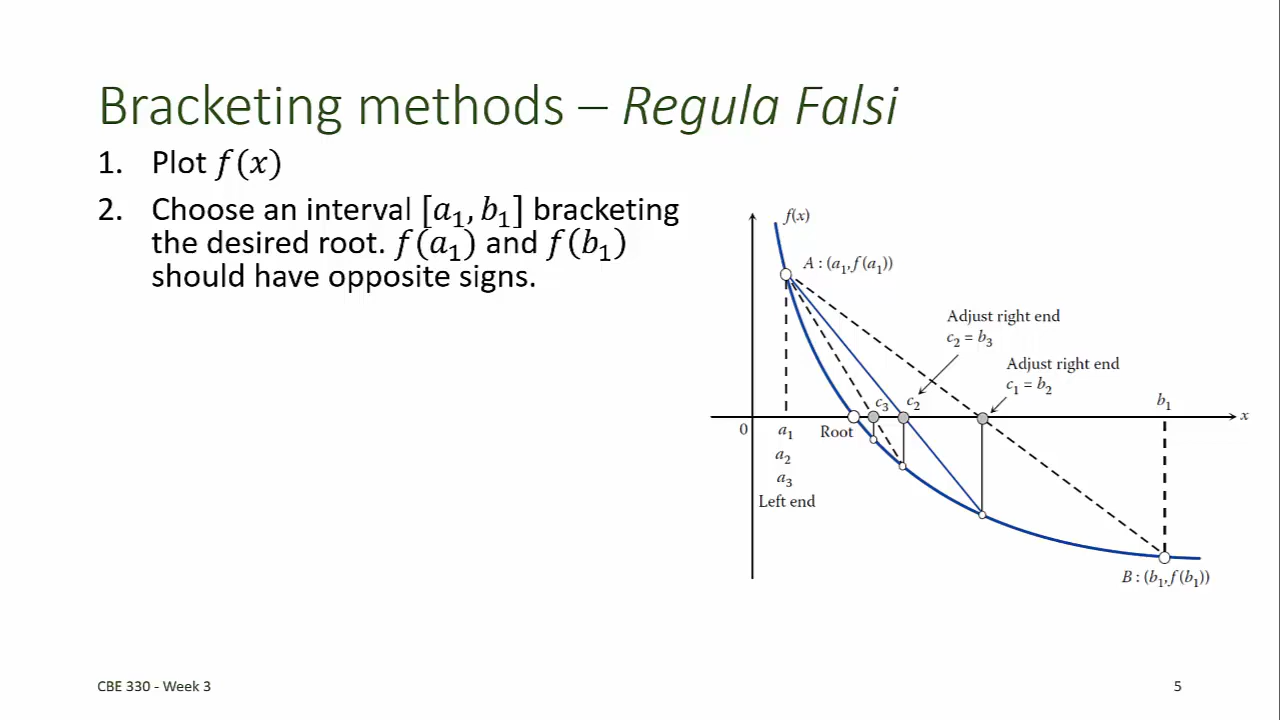 Bracketing methods – Regula Falsi
1. Plot f(x)
2. Choose an interval [a₁, b₁] bracketing
the desired root. f(a₁) and f(b₁)
should have opposite signs.
f(x)
A : (a₁, f(a₁))
Adjust right end
c₂ = b₃
Adjust right end
c₁ = b₂
c₃ c₂
b₁
x
0
a₁
Root
a₂
a₃
Left end
B : (b₁, f(b₁))
CBE 330 - Week 3
5